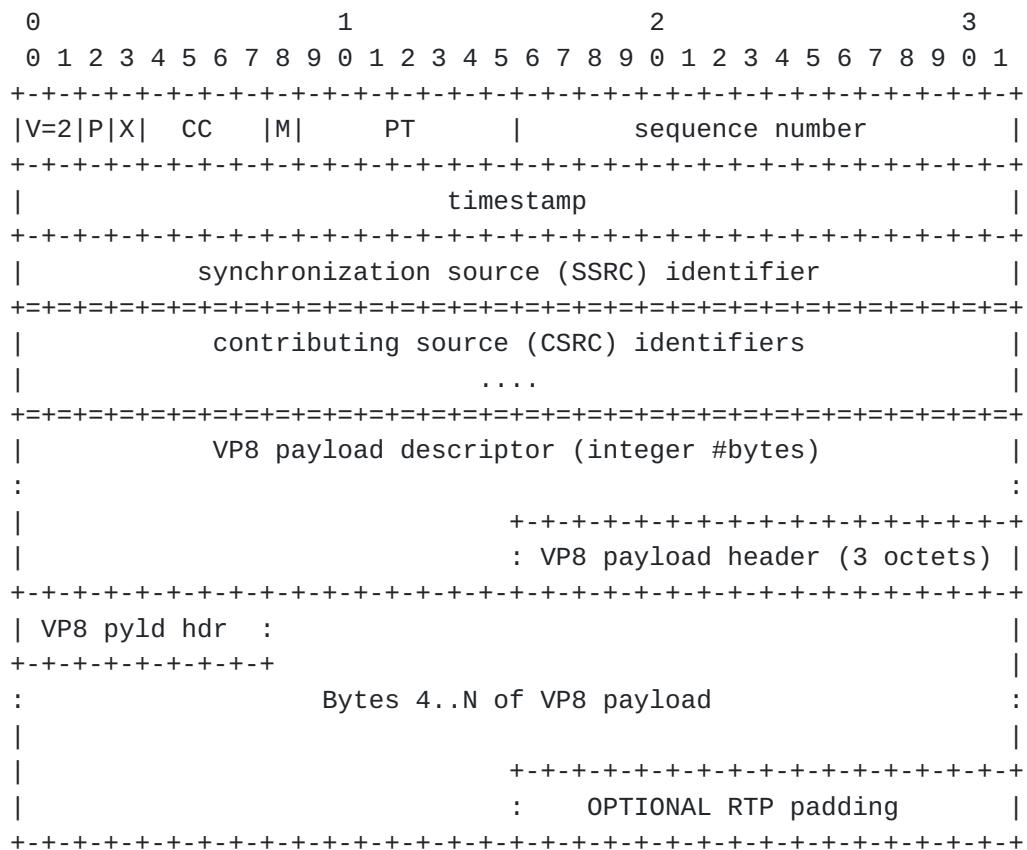 0                   1                   2                   3
 0 1 2 3 4 5 6 7 8 9 0 1 2 3 4 5 6 7 8 9 0 1 2 3 4 5 6 7 8 9 0 1
+-+-+-+-+-+-+-+-+-+-+-+-+-+-+-+-+-+-+-+-+-+-+-+-+-+-+-+-+-+-+-+-+
|V=2|P|X|  CC   |M|     PT      |       sequence number         |
+-+-+-+-+-+-+-+-+-+-+-+-+-+-+-+-+-+-+-+-+-+-+-+-+-+-+-+-+-+-+-+-+
|                           timestamp                           |
+-+-+-+-+-+-+-+-+-+-+-+-+-+-+-+-+-+-+-+-+-+-+-+-+-+-+-+-+-+-+-+-+
|           synchronization source (SSRC) identifier            |
+=+=+=+=+=+=+=+=+=+=+=+=+=+=+=+=+=+=+=+=+=+=+=+=+=+=+=+=+=+=+=+=+
|            contributing source (CSRC) identifiers             |
|                             ....                              |
+=+=+=+=+=+=+=+=+=+=+=+=+=+=+=+=+=+=+=+=+=+=+=+=+=+=+=+=+=+=+=+=+
|            VP8 payload descriptor (integer #bytes)            |
:                                                               :
|                               +-+-+-+-+-+-+-+-+-+-+-+-+-+-+-+-+
|                               : VP8 payload header (3 octets) |
+-+-+-+-+-+-+-+-+-+-+-+-+-+-+-+-+-+-+-+-+-+-+-+-+-+-+-+-+-+-+-+-+
| VP8 pyld hdr  :                                               |
+-+-+-+-+-+-+-+-+                                               |
:                   Bytes 4..N of VP8 payload                   :
|                                                               |
|                               +-+-+-+-+-+-+-+-+-+-+-+-+-+-+-+-+
|                               :    OPTIONAL RTP padding       |
+-+-+-+-+-+-+-+-+-+-+-+-+-+-+-+-+-+-+-+-+-+-+-+-+-+-+-+-+-+-+-+-+